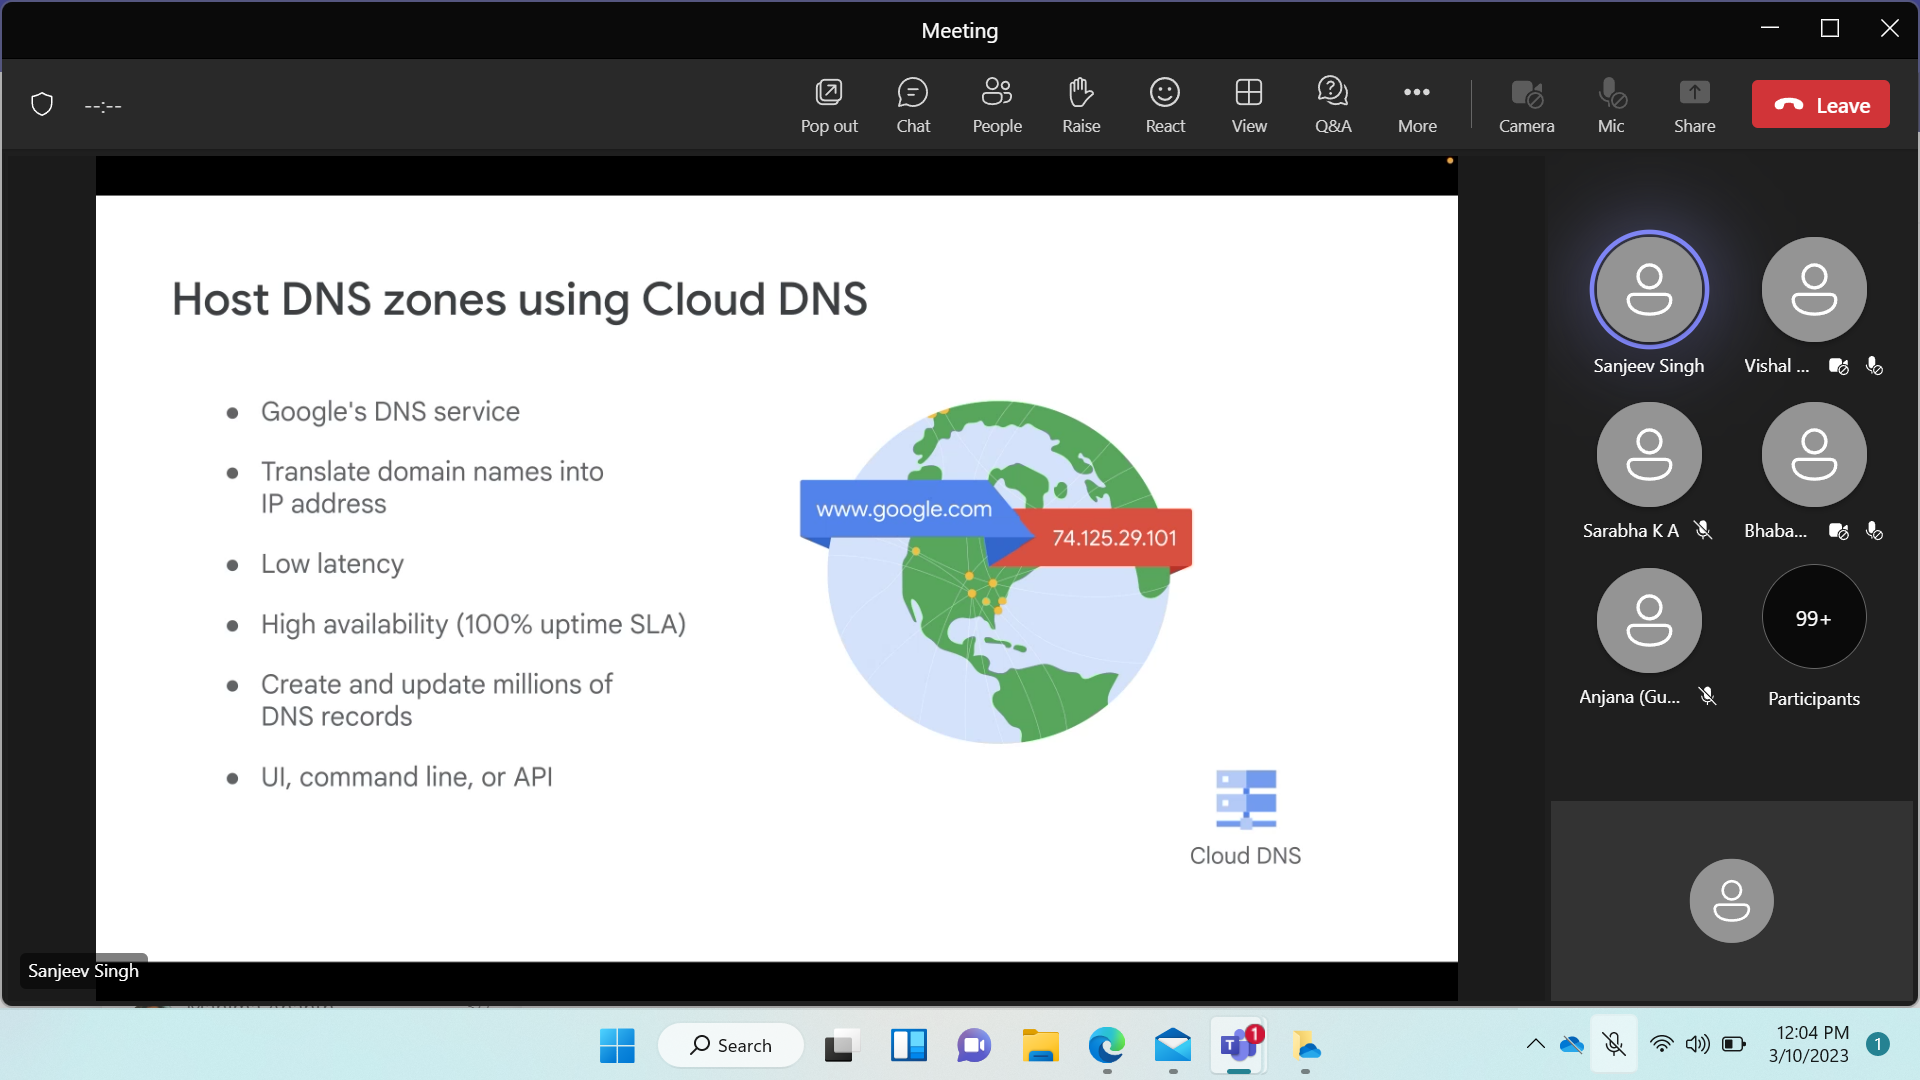 Meeting
--:--
Pop out
Chat
People
Raise
React
View
Q&A
More
Camera
Mic
Share
Leave
Host DNS zones using Cloud DNS
● Google's DNS service
● Translate domain names into
IP address
● Low latency
● High availability (100% uptime SLA)
● Create and update millions of
DNS records
● UI, command line, or API
www.google.com
74.125.29.101
Cloud DNS
Sanjeev Singh
Sanjeev Singh
Vishal ...
Sarabha K A
Bhaba...
Anjana (Gu...
99+
Participants
Search
1
12:04 PM
3/10/2023
1